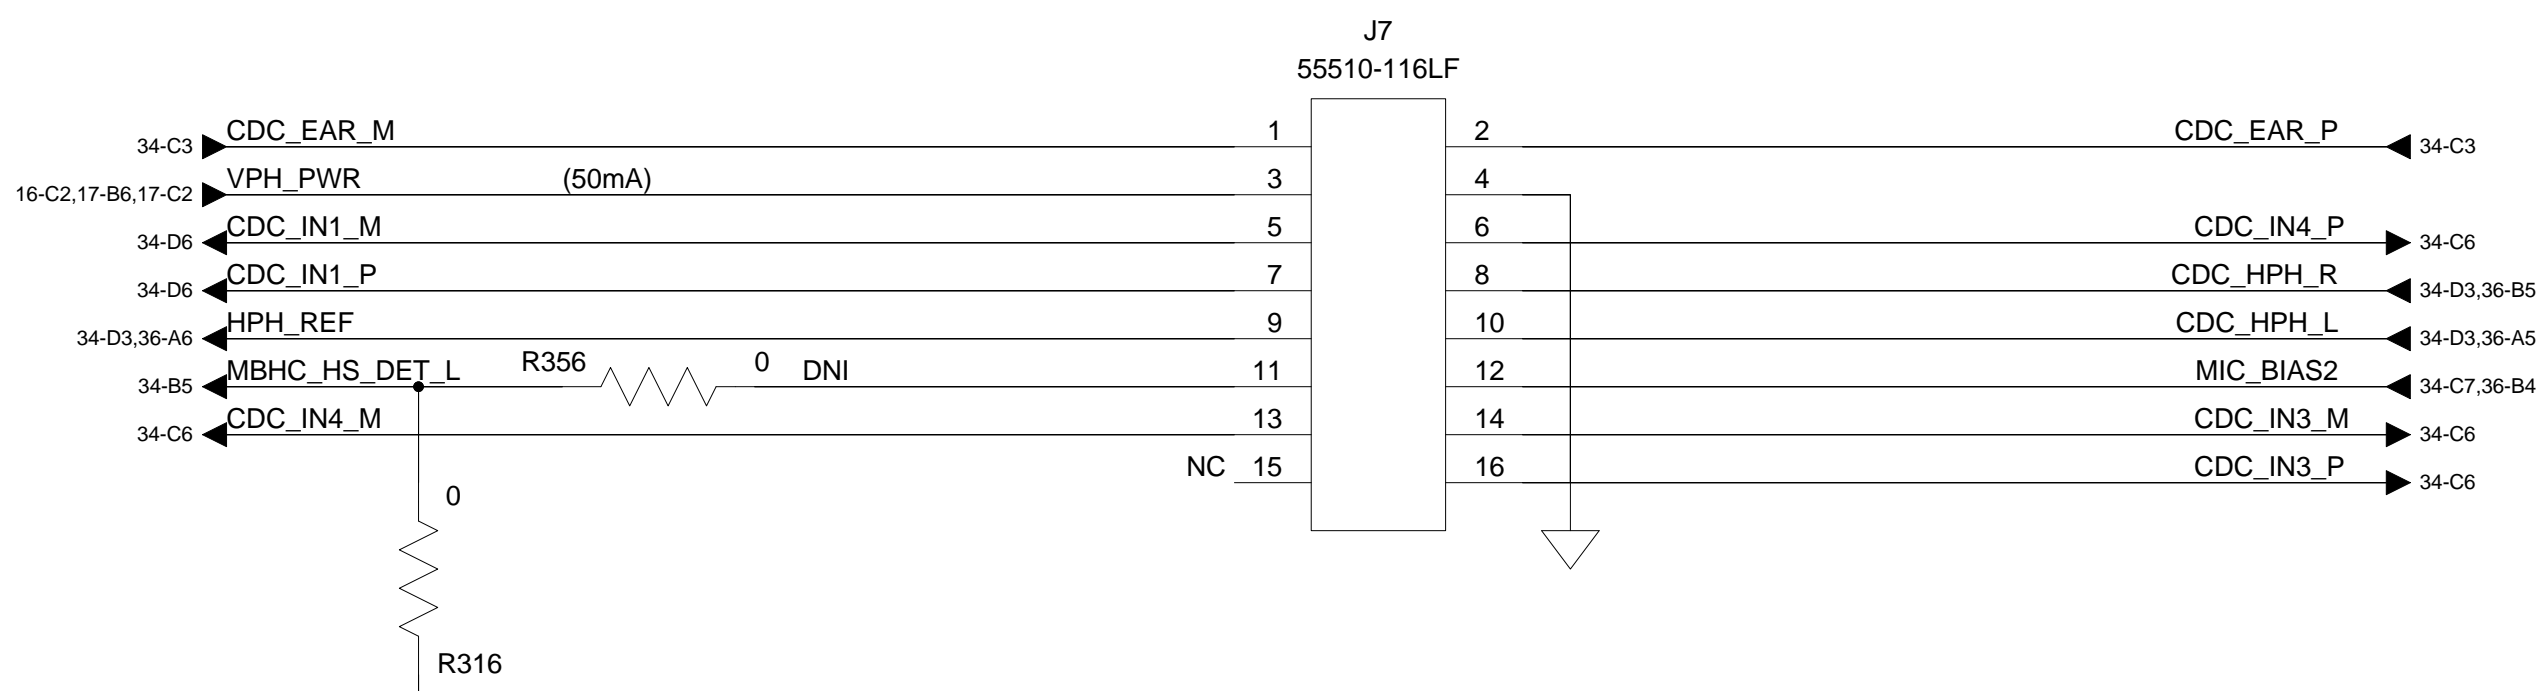 J7
55510-116LF
34-C3 CDC_EAR_M 1 2 CDC_EAR_P 34-C3
16-C2,17-B6,17-C2 VPH_PWR (50mA) 3 4
34-D6 CDC_IN1_M 5 6 CDC_IN4_P 34-C6
34-D6 CDC_IN1_P 7 8 CDC_HPH_R 34-D3,36-B5
34-D3,36-A6 HPH_REF 9 10 CDC_HPH_L 34-D3,36-A5
34-B5 MBHC_HS_DET_L R356 0 DNI 11 12 MIC_BIAS2 34-C7,36-B4
34-C6 CDC_IN4_M 13 14 CDC_IN3_M 34-C6
NC 15 16 CDC_IN3_P 34-C6
0
R316